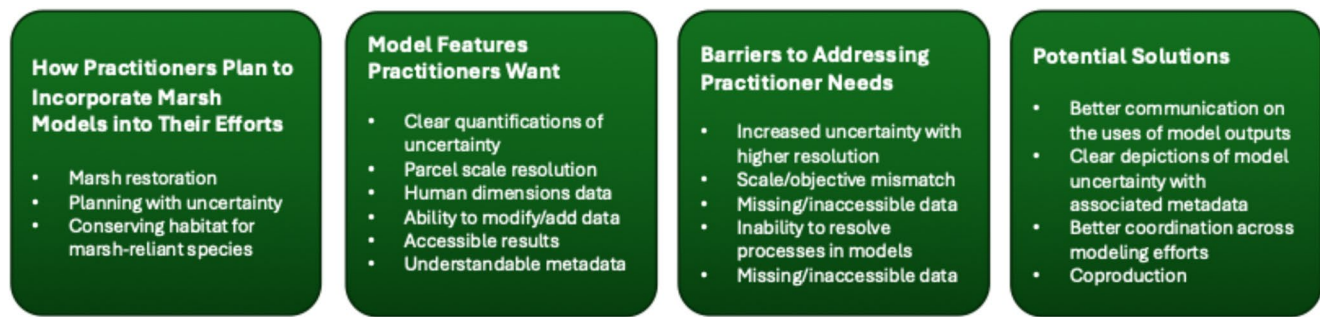 How Practitioners Plan to
Incorporate Marsh
Models into Their Efforts
• Marsh restoration
• Planning with uncertainty
• Conserving habitat for
marsh-reliant species
Model Features
Practitioners Want
• Clear quantifications of
uncertainty
• Parcel scale resolution
• Human dimensions data
• Ability to modify/add data
• Accessible results
• Understandable metadata
Barriers to Addressing
Practitioner Needs
• Increased uncertainty with
higher resolution
• Scale/objective mismatch
• Missing/inaccessible data
• Inability to resolve
processes in models
• Missing/inaccessible data
Potential Solutions
• Better communication on
the uses of model outputs
• Clear depictions of model
uncertainty with
associated metadata
• Better coordination across
modeling efforts
• Coproduction